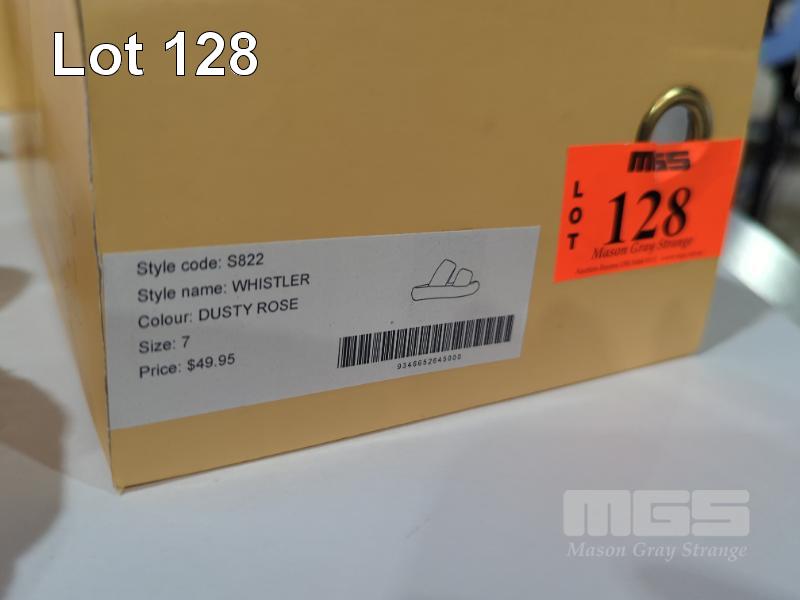 Lot 128
MGS
LOT
128
Mason Gray Strange
Style code: S822
Style name: WHISTLER
Colour: DUSTY ROSE
Size: 7
Price: $49.95
9346652645000
MGS
Mason Gray Strange